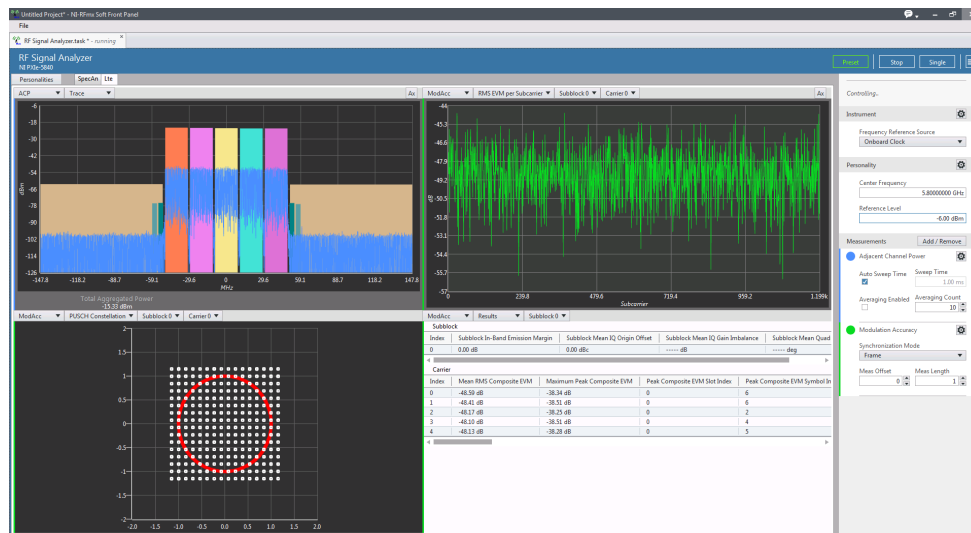 Untitled Project* - NI-RFmx Soft Front Panel
File
RF Signal Analyzer.task * - running
RF Signal Analyzer
NI PXIe-5840
Preset Stop Single
Personalities SpecAn Lte
ACP Trace Ax
-6
-18
-30
-42
-54
-66
-78
-90
-102
-114
-126
dBm
-147.8 -118.2 -88.7 -59.1 -29.6 0 29.6 59.1 88.7 118.2 147.8
MHz
Total Aggregated Power
-15.33 dBm
ModAcc RMS EVM per Subcarrier Subblock 0 Carrier 0 Ax
-44
-45.3
-46.6
-47.9
-49.2
-50.5
-51.8
-53.1
-54.4
-55.7
-57
dB
0 239.8 479.6 719.4 959.2 1.199k
Subcarrier
ModAcc PUSCH Constellation Subblock 0 Carrier 0
2
1.5
1
0.5
0
-0.5
-1
-1.5
-2
-2.0 -1.5 -1.0 -0.5 0.0 0.5 1.0 1.5 2.0
ModAcc Results Subblock 0
Subblock
Index Subblock In-Band Emission Margin Subblock Mean IQ Origin Offset Subblock Mean IQ Gain Imbalance Subblock Mean Quad
0 0.00 dB 0.00 dBc ----- dB ----- deg
Carrier
Index Mean RMS Composite EVM Maximum Peak Composite EVM Peak Composite EVM Slot Index Peak Composite EVM Symbol In
0 -48.59 dB -38.34 dB 0 6
1 -48.41 dB -38.51 dB 0 6
2 -48.17 dB -38.25 dB 0 2
3 -48.10 dB -38.51 dB 0 4
4 -48.13 dB -38.28 dB 0 5
Controlling..
Instrument
Frequency Reference Source
Onboard Clock
Personality
Center Frequency
5.80000000 GHz
Reference Level
-6.00 dBm
Measurements Add / Remove
Adjacent Channel Power
Auto Sweep Time Sweep Time
1.00 ms
Averaging Enabled Averaging Count
10
Modulation Accuracy
Synchronization Mode
Frame
Meas Offset Meas Length
0 1